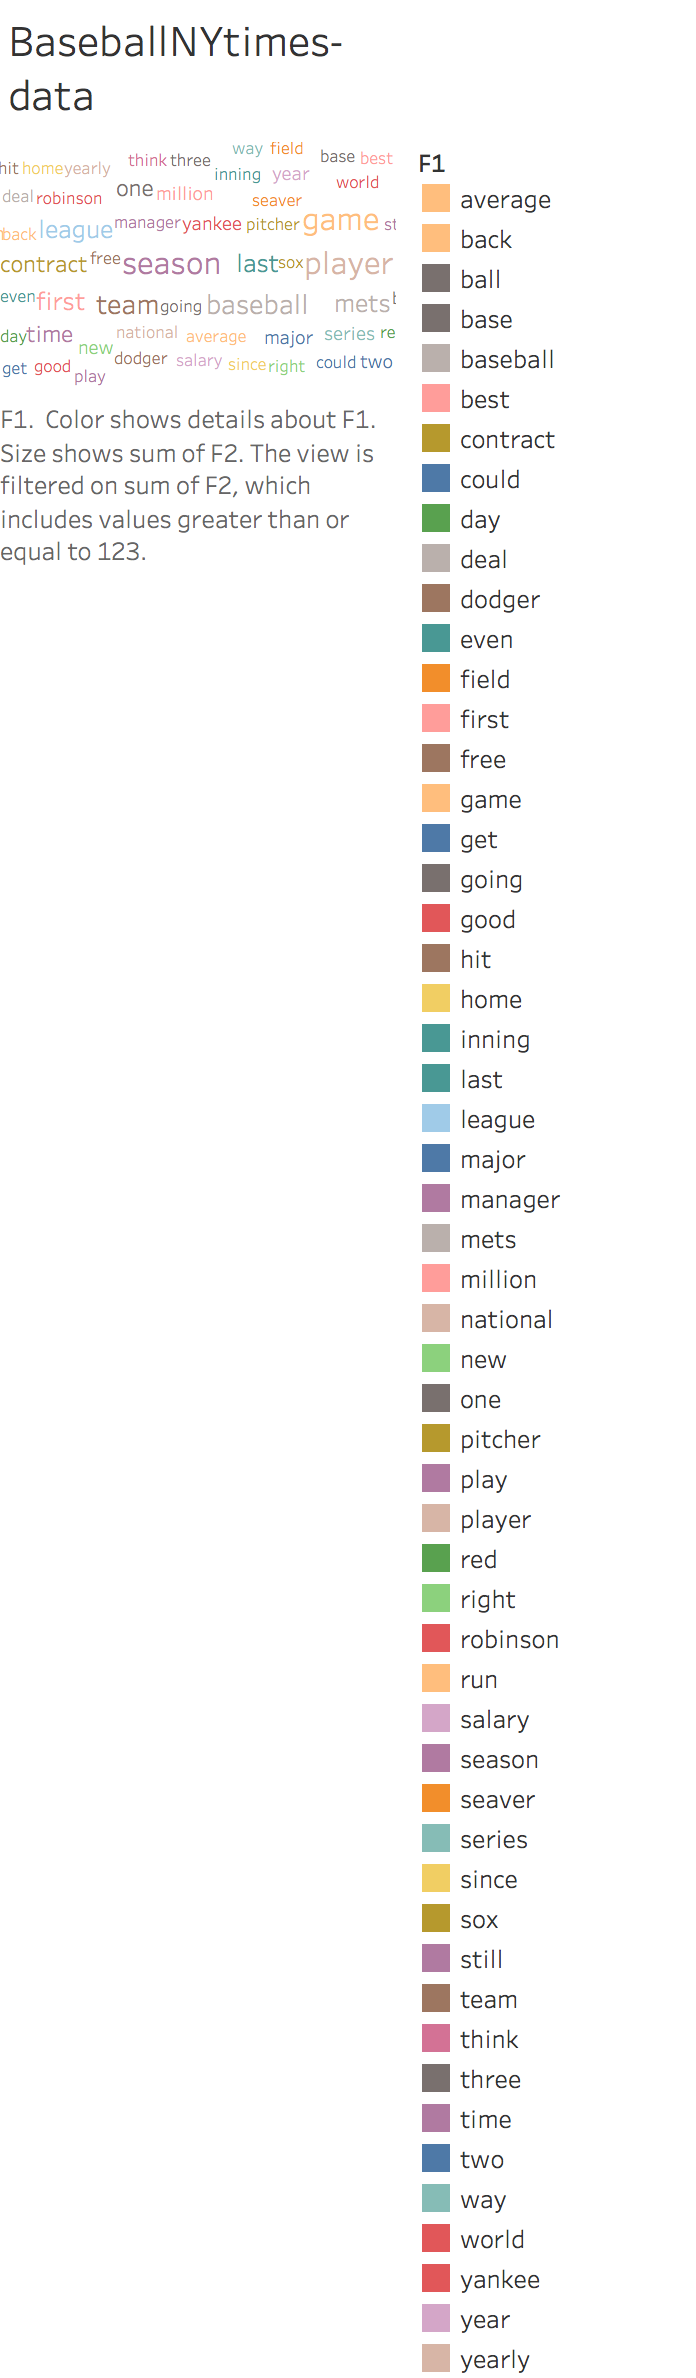 BaseballNYtimes-
data
way field
hit home yearly think three base best
inning year
deal robinson one million world
seaver
back league manager yankee pitcher game st
contract free season last sox player
even first team going baseball mets b
day time national average major series re
new
get good dodger salary since right could two
play
F1. Color shows details about F1.
Size shows sum of F2. The view is
filtered on sum of F2, which
includes values greater than or
equal to 123.
F1
average
back
ball
base
baseball
best
contract
could
day
deal
dodger
even
field
first
free
game
get
going
good
hit
home
inning
last
league
major
manager
mets
million
national
new
one
pitcher
play
player
red
right
robinson
run
salary
season
seaver
series
since
sox
still
team
think
three
time
two
way
world
yankee
year
yearly